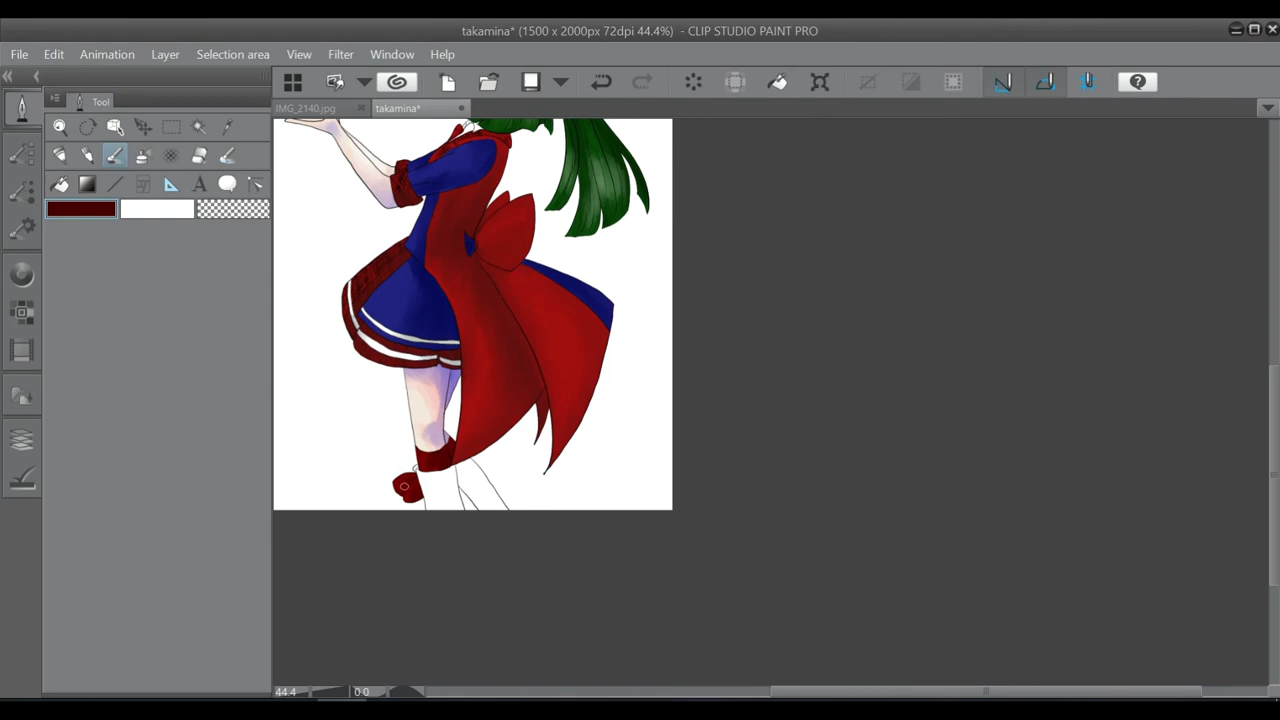 takamina* (1500 x 2000px 72dpi 44.4%) - CLIP STUDIO PAINT PRO
File Edit Animation Layer Selection area View Filter Window Help
Tool
IMG_2140.jpg takamina*
A
44.4 0.0